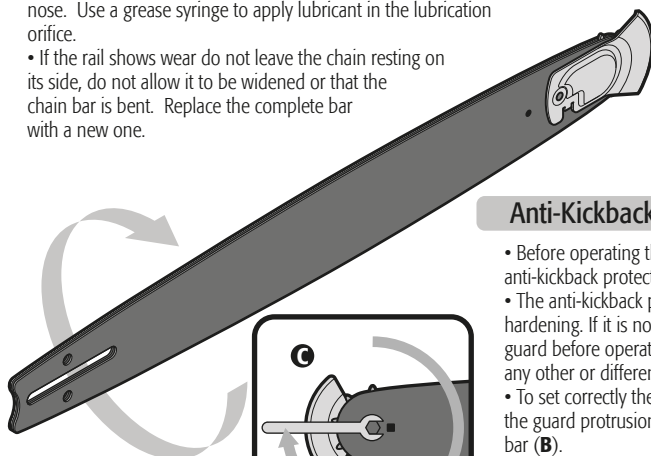 nose. Use a grease syringe to apply lubricant in the lubrication
orifice.
• If the rail shows wear do not leave the chain resting on
its side, do not allow it to be widened or that the
chain bar is bent. Replace the complete bar
with a new one.
Anti-Kickback
• Before operating th
anti-kickback protect
• The anti-kickback p
hardening. If it is no
guard before operat
any other or differen
• To set correctly the
the guard protrusion
bar (B).
C